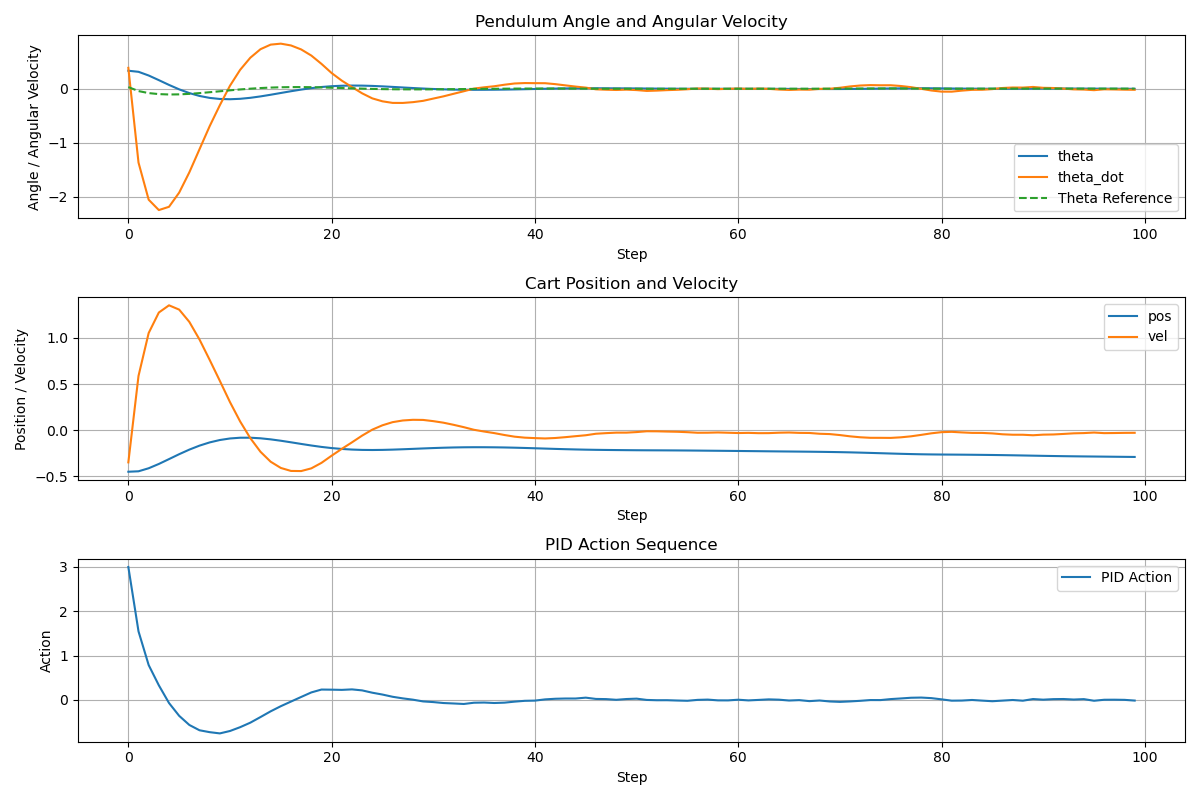 Pendulum Angle and Angular Velocity
Angle / Angular Velocity
0
−1
−2
theta
theta_dot
Theta Reference
0 20 40 60 80 100
Step
Cart Position and Velocity
Position / Velocity
1.0
0.5
0.0
−0.5
pos
vel
0 20 40 60 80 100
Step
PID Action Sequence
Action
3
2
1
0
PID Action
0 20 40 60 80 100
Step